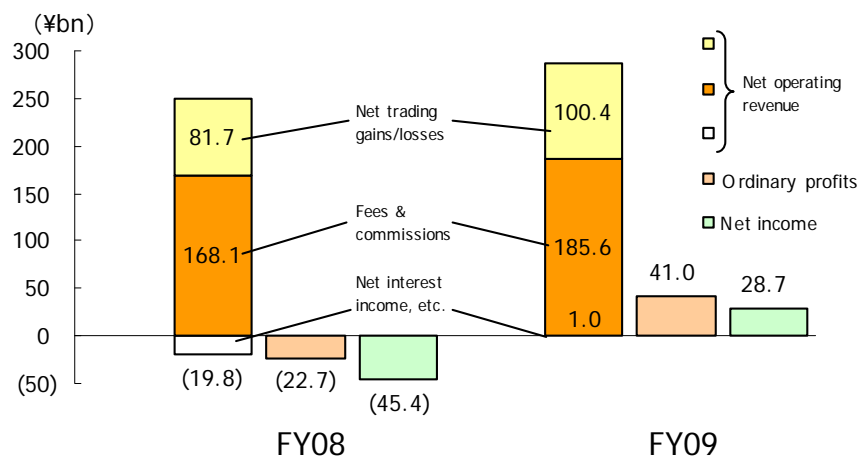 (¥bn)
300
250
200
150
100
50
0
(50)
81.7
168.1
(19.8)
(22.7)
(45.4)
Net trading
gains/losses
Fees &
commissions
Net interest
income, etc.
100.4
185.6
1.0
41.0
28.7
Net operating
revenue
Ordinary profits
Net income
FY08
FY09